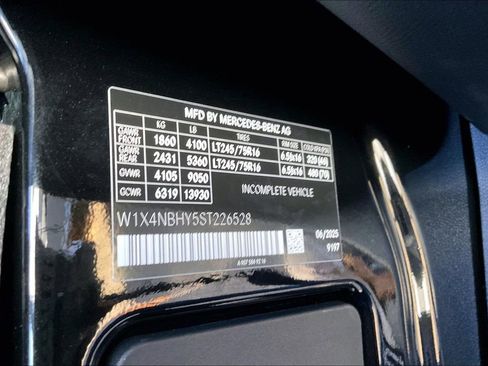 MFD BY MERCEDES-BENZ AG
KG LB TIRES RIM SIZE COLD KPA(PSI)
GAWR FRONT 1860 4100 LT245/75R16 6.5Jx16 320 (46)
GAWR REAR 2431 5360 LT245/75R16 6.5Jx16 480 (70)
GVWR 4105 9050
GCWR 6319 13930 INCOMPLETE VEHICLE
W1X4NBHY5ST226528
06/2025
9197